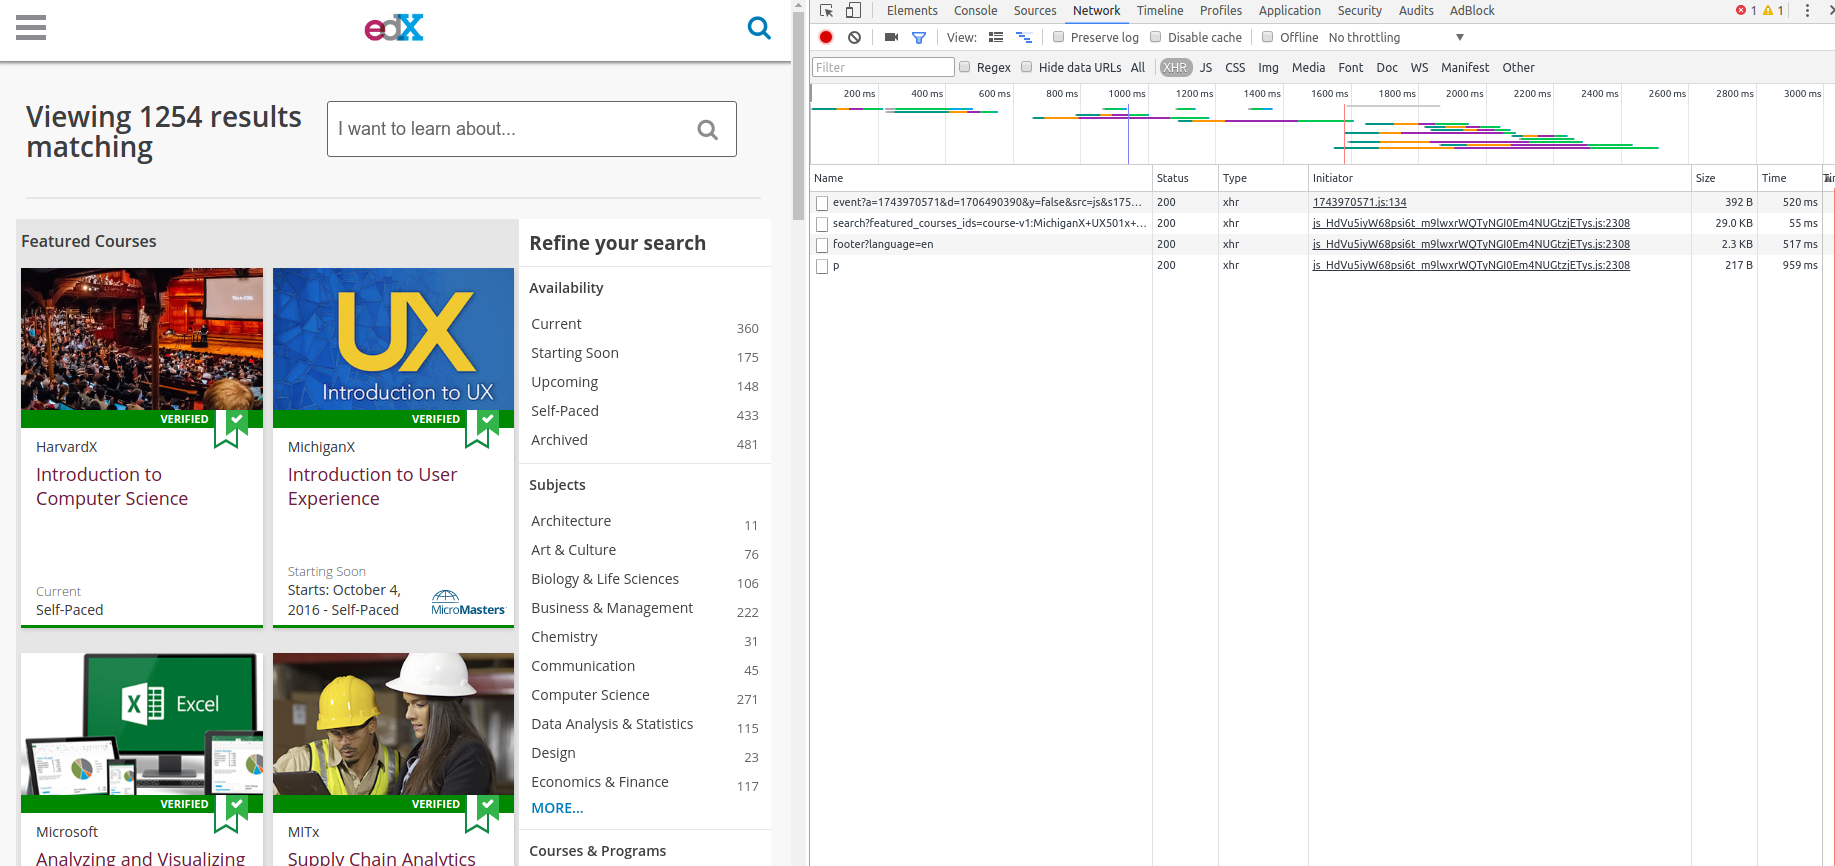 edX
Viewing 1254 results
matching
I want to learn about...
Featured Courses
VERIFIED
HarvardX
Introduction to
Computer Science
Current
Self-Paced
UX
Introduction to UX
VERIFIED
MichiganX
Introduction to User
Experience
Starting Soon
Starts: October 4,
2016 - Self-Paced
MicroMasters
Excel
VERIFIED
Microsoft
Analyzing and Visualizing
VERIFIED
MITx
Supply Chain Analytics
Refine your search
Availability
Current 360
Starting Soon 175
Upcoming 148
Self-Paced 433
Archived 481
Subjects
Architecture 11
Art & Culture 76
Biology & Life Sciences 106
Business & Management 222
Chemistry 31
Communication 45
Computer Science 271
Data Analysis & Statistics 115
Design 23
Economics & Finance 117
MORE...
Courses & Programs
Elements Console Sources Network Timeline Profiles Application Security Audits AdBlock 1 1
View: Preserve log Disable cache Offline No throttling
Filter Regex Hide data URLs All XHR JS CSS Img Media Font Doc WS Manifest Other
200 ms 400 ms 600 ms 800 ms 1000 ms 1200 ms 1400 ms 1600 ms 1800 ms 2000 ms 2200 ms 2400 ms 2600 ms 2800 ms 3000 ms
Name Status Type Initiator Size Time
event?a=1743970571&d=1706490390&y=false&src=js&s175... 200 xhr 1743970571.js:134 392 B 520 ms
search?featured_courses_ids=course-v1:MichiganX+UX501x+... 200 xhr js_HdVu5iyW68psi6t_m9lwxrWQTyNGI0Em4NUGtzjETys.js:2308 29.0 KB 55 ms
footer?language=en 200 xhr js_HdVu5iyW68psi6t_m9lwxrWQTyNGI0Em4NUGtzjETys.js:2308 2.3 KB 517 ms
p 200 xhr js_HdVu5iyW68psi6t_m9lwxrWQTyNGI0Em4NUGtzjETys.js:2308 217 B 959 ms